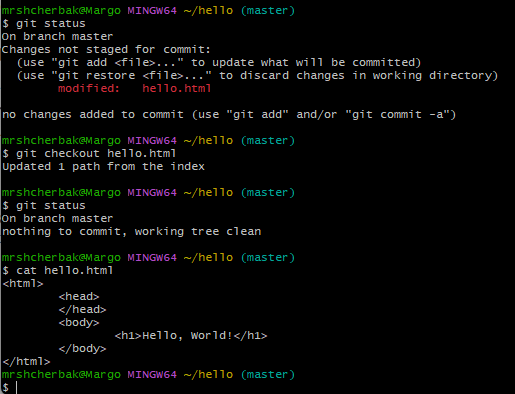 mrshcherbak@Margo MINGW64 ~/hello (master)
$ git status
On branch master
Changes not staged for commit:
  (use "git add <file>..." to update what will be committed)
  (use "git restore <file>..." to discard changes in working directory)
        modified:   hello.html

no changes added to commit (use "git add" and/or "git commit -a")

mrshcherbak@Margo MINGW64 ~/hello (master)
$ git checkout hello.html
Updated 1 path from the index

mrshcherbak@Margo MINGW64 ~/hello (master)
$ git status
On branch master
nothing to commit, working tree clean

mrshcherbak@Margo MINGW64 ~/hello (master)
$ cat hello.html
<html>
        <head>
        </head>
        <body>
                <h1>Hello, World!</h1>
        </body>
</html>
mrshcherbak@Margo MINGW64 ~/hello (master)
$